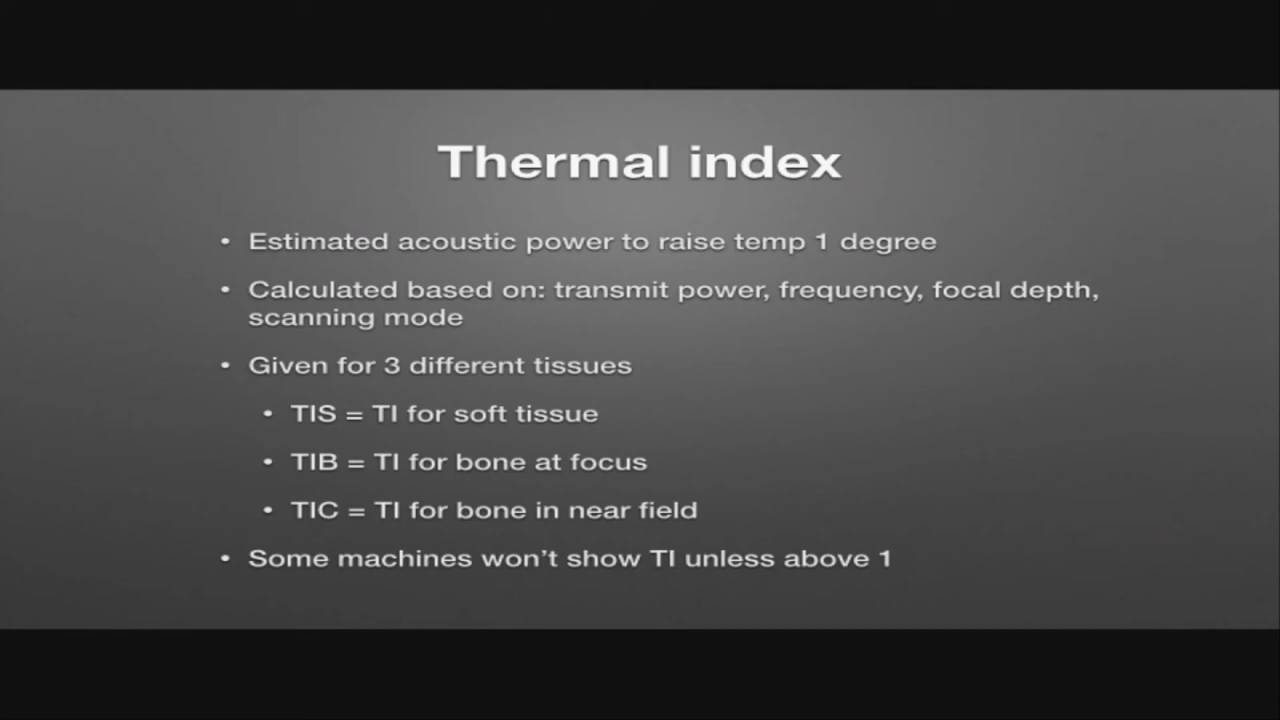 Thermal index
• Estimated acoustic power to raise temp 1 degree
• Calculated based on: transmit power, frequency, focal depth,
scanning mode
• Given for 3 different tissues
• TIS = TI for soft tissue
• TIB = TI for bone at focus
• TIC = TI for bone in near field
• Some machines won’t show TI unless above 1